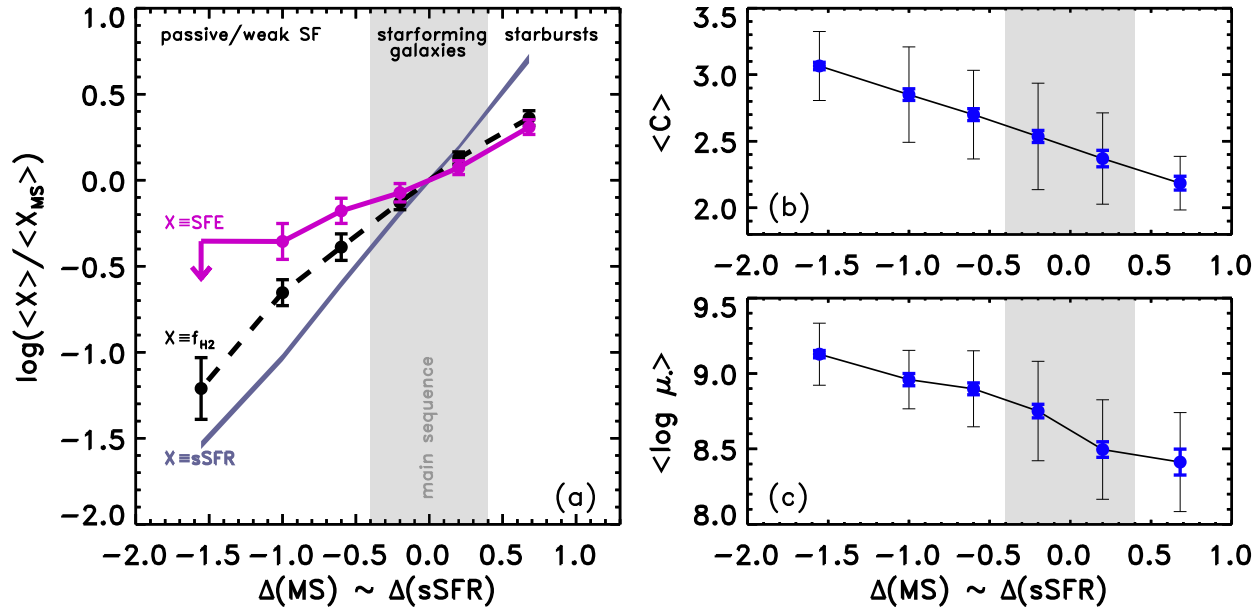 passive/weak SF
starforming
galaxies
starbursts
1.0
0.5
0.0
−0.5
−1.0
−1.5
−2.0
log(<X>/<X_MS>)
X≡SFE
X≡f_H2
X≡sSFR
main sequence
(a)
−2.0 −1.5 −1.0 −0.5 0.0 0.5 1.0
Δ(MS) ~ Δ(sSFR)
3.5
3.0
2.5
2.0
<C>
(b)
−2.0 −1.5 −1.0 −0.5 0.0 0.5 1.0
9.5
9.0
8.5
8.0
<log μ*>
(c)
−2.0 −1.5 −1.0 −0.5 0.0 0.5 1.0
Δ(MS) ~ Δ(sSFR)